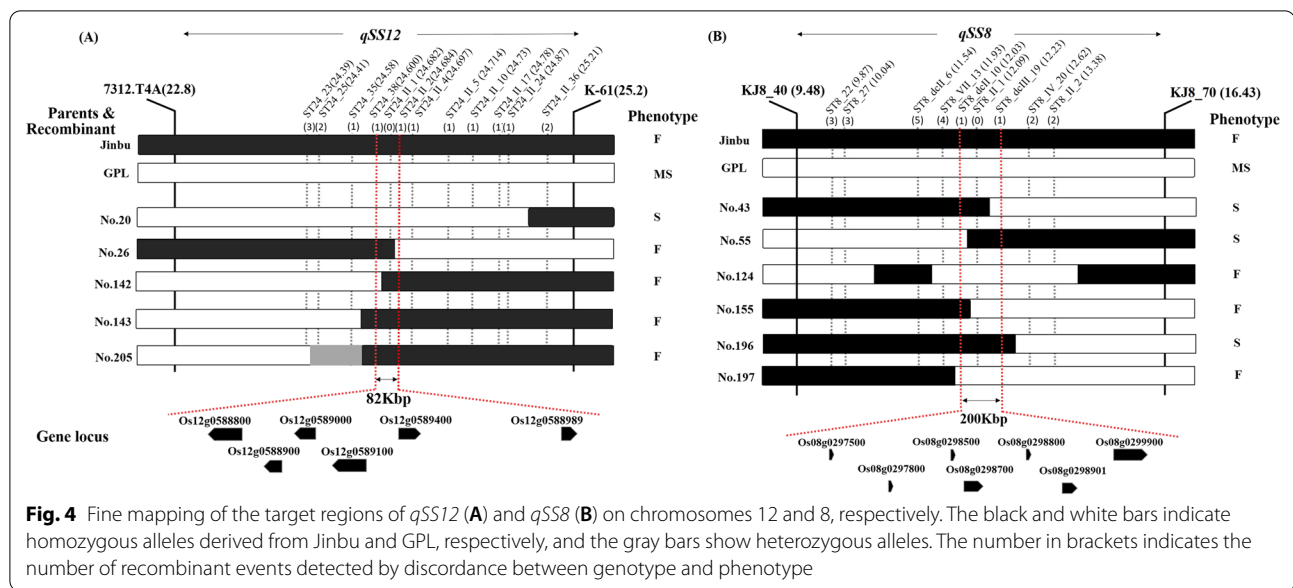 (A)
qSS12
7312.T4A(22.8)
ST24_23(24.39)
ST24_25(24.41)
ST24_35(24.58)
ST24_38(24.600)
ST24_II_1 (24.682)
ST24_II_2(24.684)
ST24_II_4(24.697)
ST24_II_5 (24.714)
ST24_II_10 (24.73)
ST24_II_17 (24.78)
ST24_II_24 (24.87)
ST24_II_36 (25.21)
K-61(25.2)
Parents & Recombinant
Phenotype
(3) (2) (1) (1) (0) (1) (1) (1) (1) (1) (1) (2)
Jinbu F
GPL MS
No.20 S
No.26 F
No.142 F
No.143 F
No.205 F
82Kbp
Gene locus
Os12g0588800
Os12g0589000
Os12g0589400
Os12g0588989
Os12g0588900
Os12g0589100
(B)
qSS8
KJ8_40 (9.48)
ST8_22 (9.87)
ST8_27 (10.04)
ST8_delI_6 (11.54)
ST8_VII_13 (11.93)
ST8_delI_10 (12.03)
ST8_II_1 (12.09)
ST8_delII_19 (12.23)
ST8_IV_20 (12.62)
ST8_II_2 (13.38)
KJ8_70 (16.43)
Phenotype
(3) (3) (5) (4) (1) (0) (1) (2) (2)
Jinbu F
GPL MS
No.43 S
No.55 S
No.124 F
No.155 F
No.196 S
No.197 F
200Kbp
Os08g0297500
Os08g0298500
Os08g0298800
Os08g0299900
Os08g0297800
Os08g0298700
Os08g0298901
Fig. 4 Fine mapping of the target regions of qSS12 (A) and qSS8 (B) on chromosomes 12 and 8, respectively. The black and white bars indicate
homozygous alleles derived from Jinbu and GPL, respectively, and the gray bars show heterozygous alleles. The number in brackets indicates the
number of recombinant events detected by discordance between genotype and phenotype